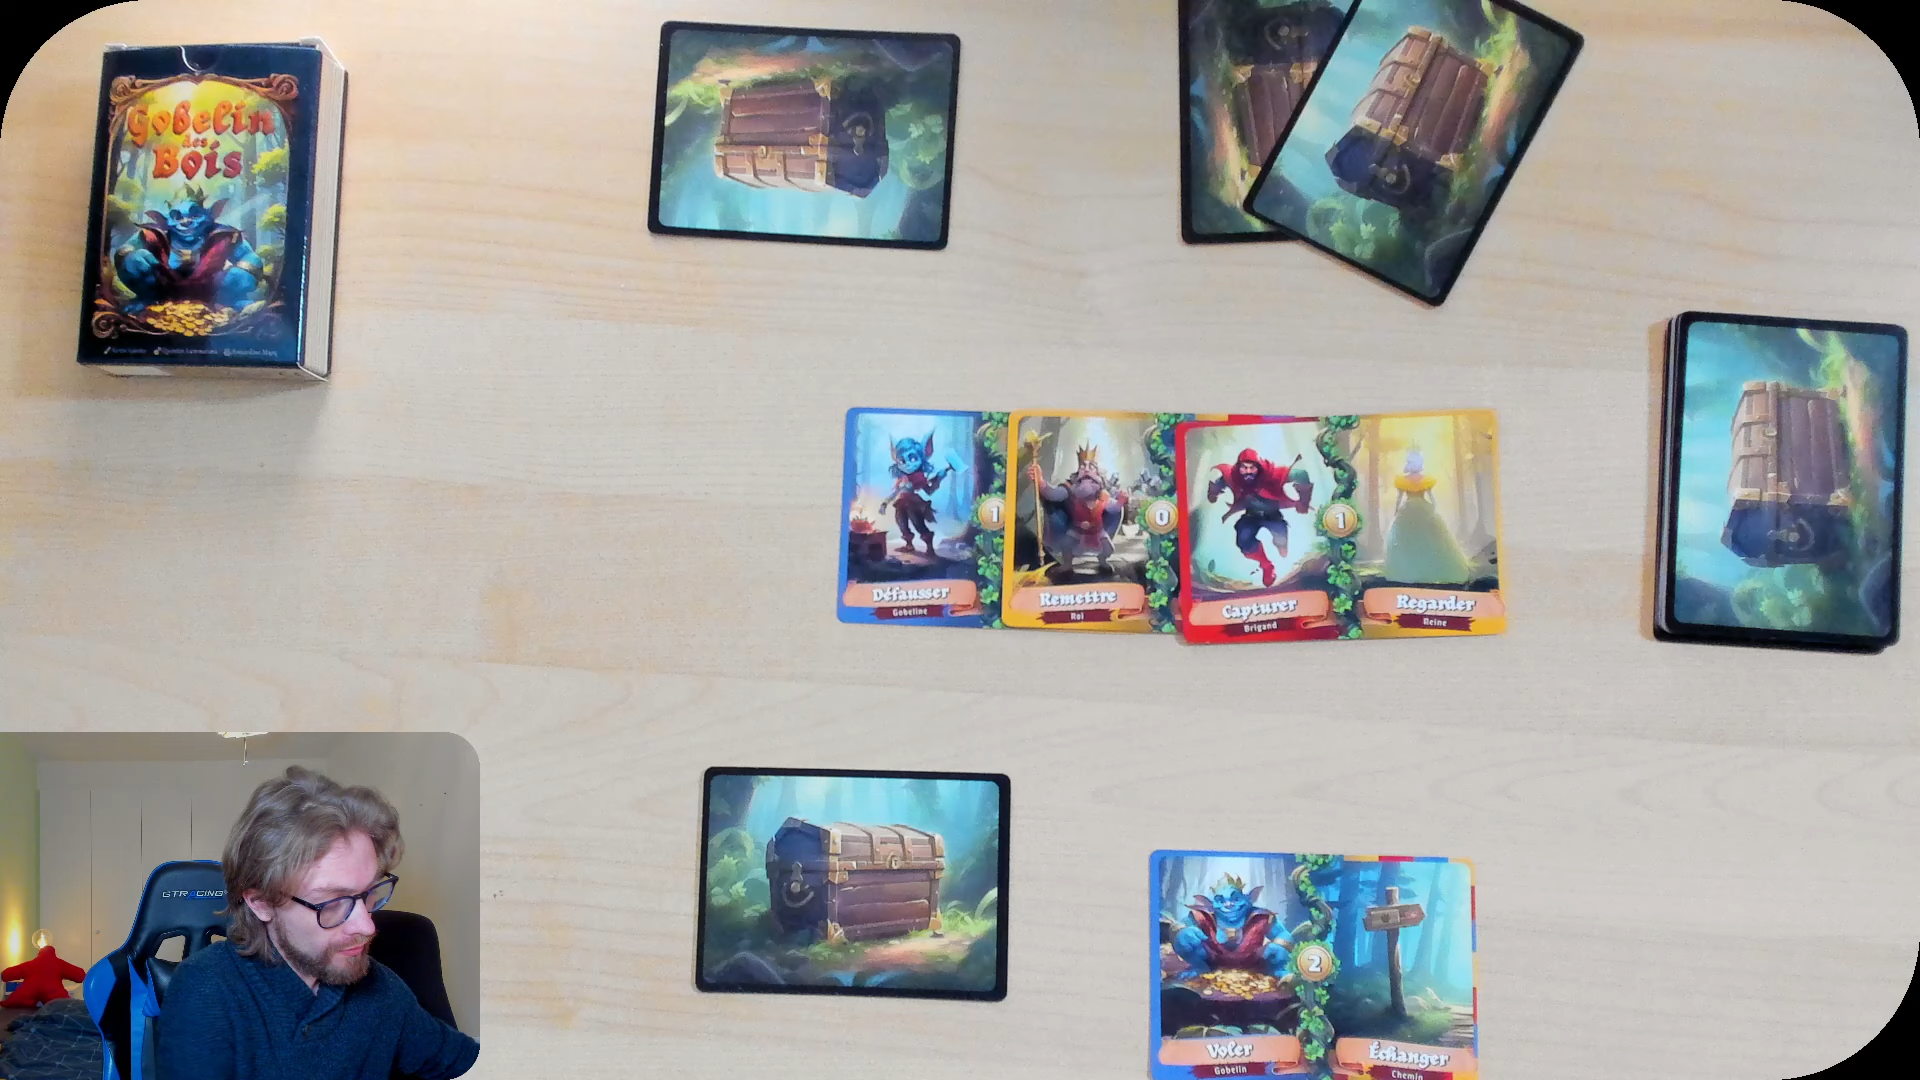 Gobelin
des
Bois
1
Défausser
Gobeline
0
Remettre
Roi
1
Capturer
Brigand
Regarder
Reine
GTRACING
2
Voler
Gobelin
Échanger
Chemin